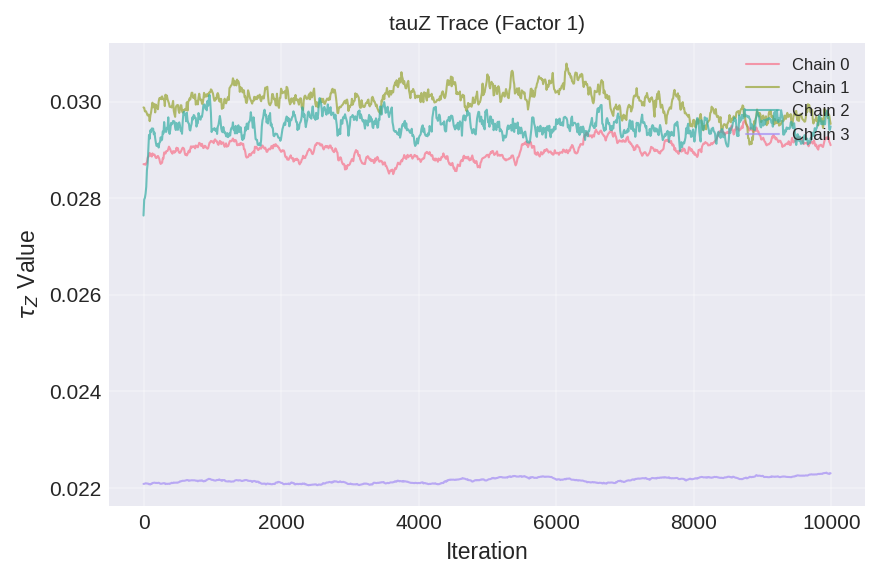 tauZ Trace (Factor 1)
Chain 0
Chain 1
Chain 2
Chain 3
0.030
0.028
0.026
0.024
0.022
τZ Value
0 2000 4000 6000 8000 10000
Iteration